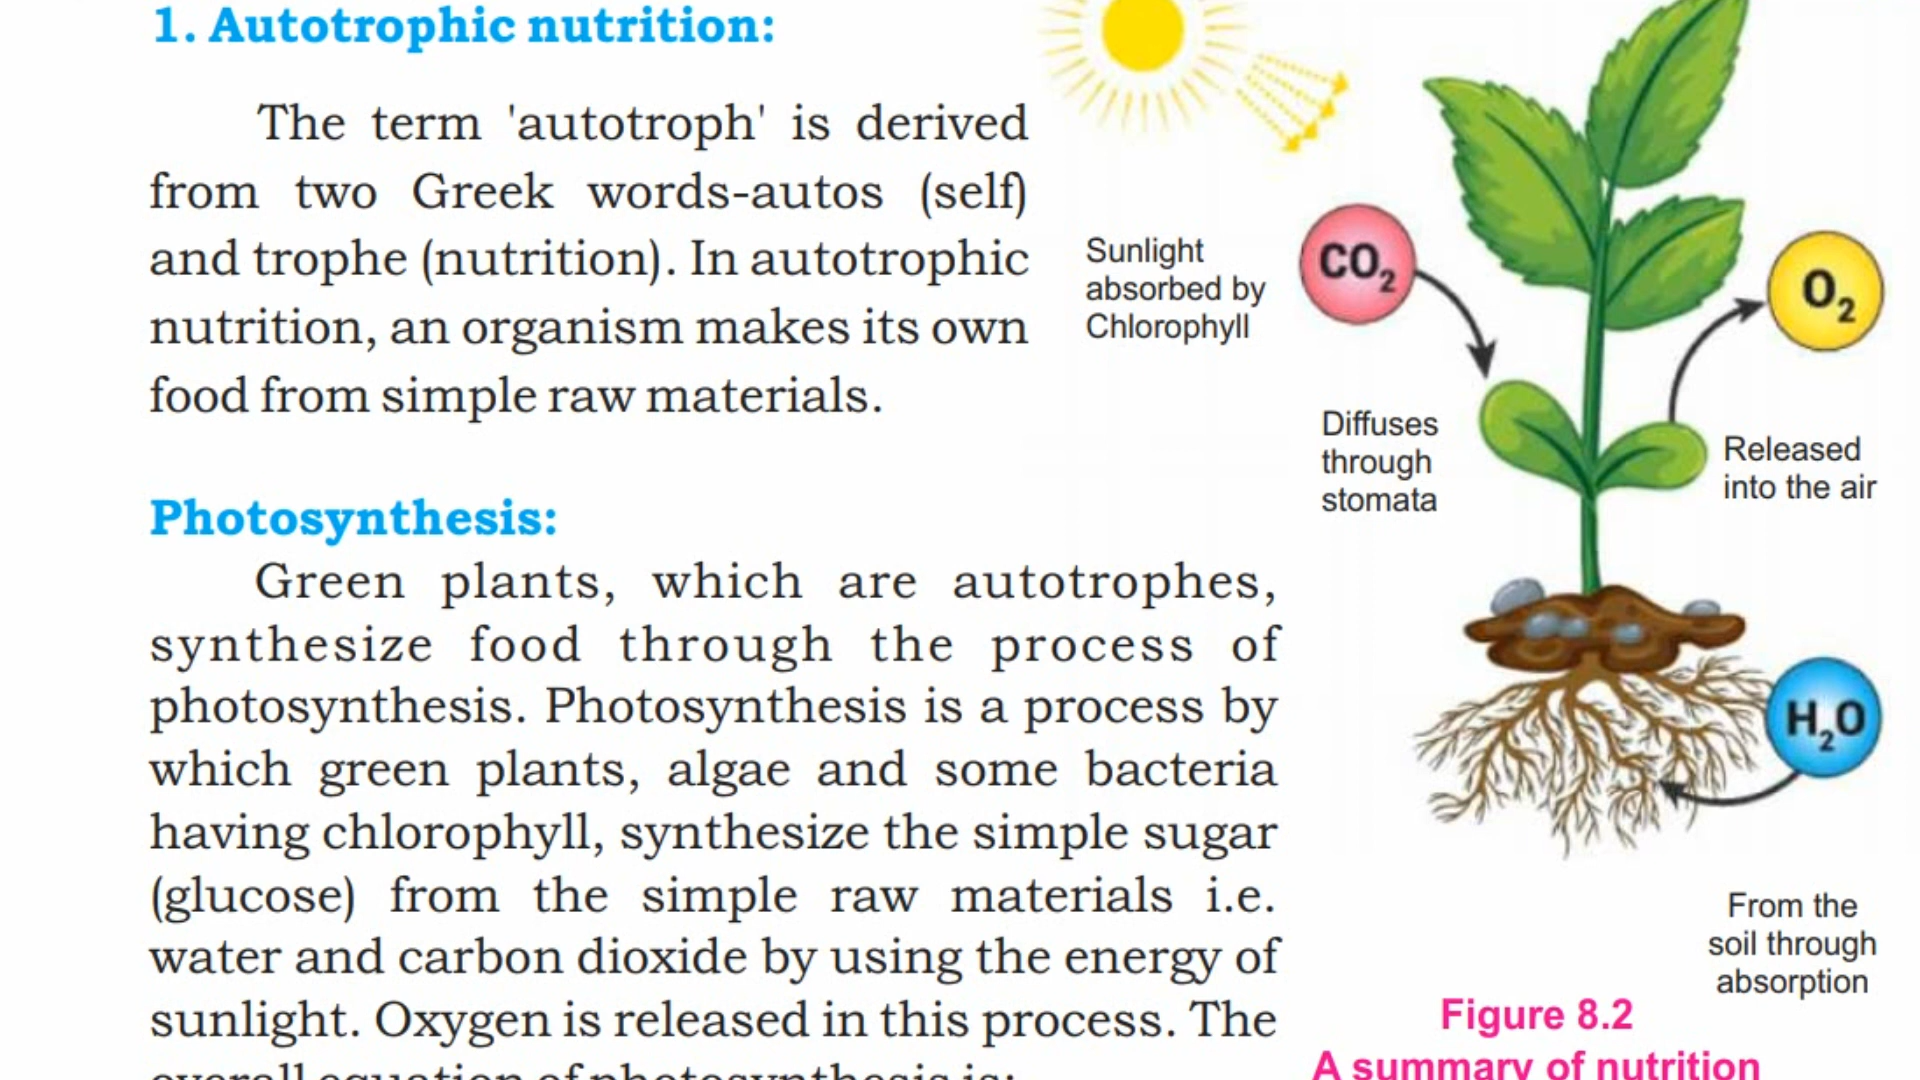 1. Autotrophic nutrition:
The term 'autotroph' is derived
from two Greek words-autos (self)
and trophe (nutrition). In autotrophic
nutrition, an organism makes its own
food from simple raw materials.
Sunlight
absorbed by
Chlorophyll
CO2
O2
Diffuses
through
stomata
Released
into the air
Photosynthesis:
Green plants, which are autotrophes,
synthesize food through the process of
photosynthesis. Photosynthesis is a process by
which green plants, algae and some bacteria
having chlorophyll, synthesize the simple sugar
(glucose) from the simple raw materials i.e.
water and carbon dioxide by using the energy of
sunlight. Oxygen is released in this process. The
overall equation of photosynthesis is:
H2O
From the
soil through
absorption
Figure 8.2
A summary of nutrition